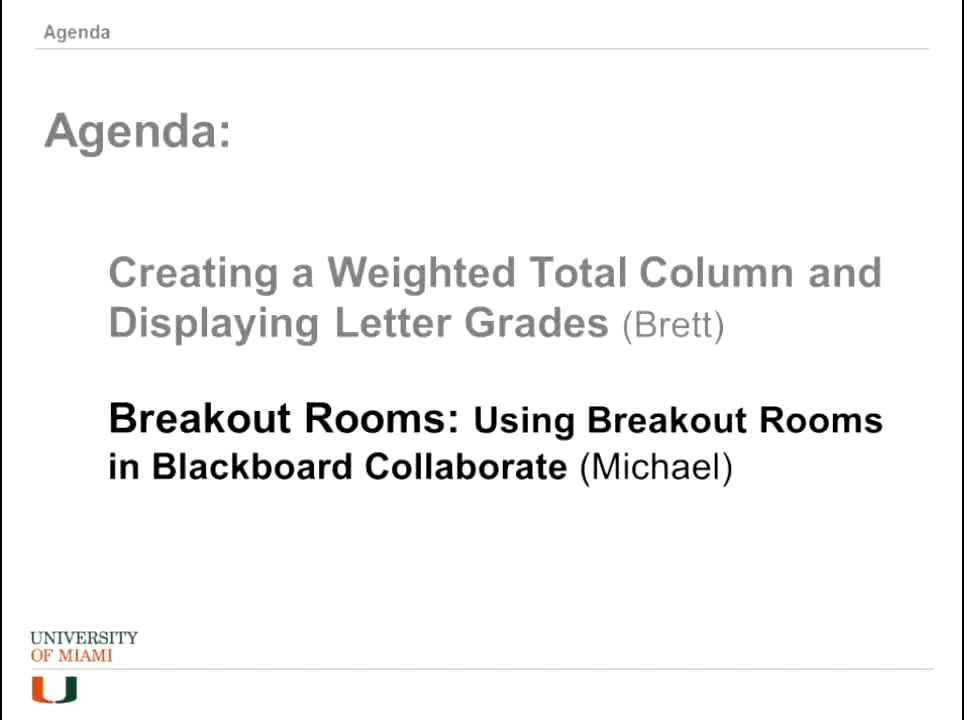 Agenda
Agenda:
Creating a Weighted Total Column and
Displaying Letter Grades (Brett)
Breakout Rooms: Using Breakout Rooms
in Blackboard Collaborate (Michael)
UNIVERSITY
OF MIAMI
U